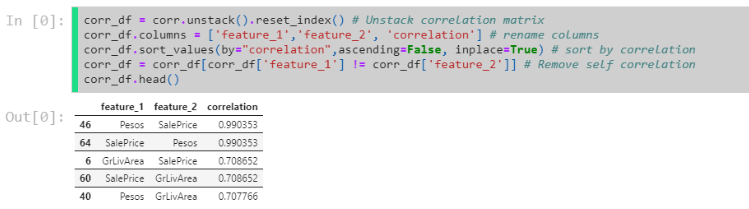 In [0]: corr_df = corr.unstack().reset_index() # Unstack correlation matrix
corr_df.columns = ['feature_1','feature_2', 'correlation'] # rename columns
corr_df.sort_values(by="correlation",ascending=False, inplace=True) # sort by correlation
corr_df = corr_df[corr_df['feature_1'] != corr_df['feature_2']] # Remove self correlation
corr_df.head()
Out[0]: feature_1 feature_2 correlation
46 Pesos SalePrice 0.990353
64 SalePrice Pesos 0.990353
6 GrLivArea SalePrice 0.708652
60 SalePrice GrLivArea 0.708652
40 Pesos GrLivArea 0.707766